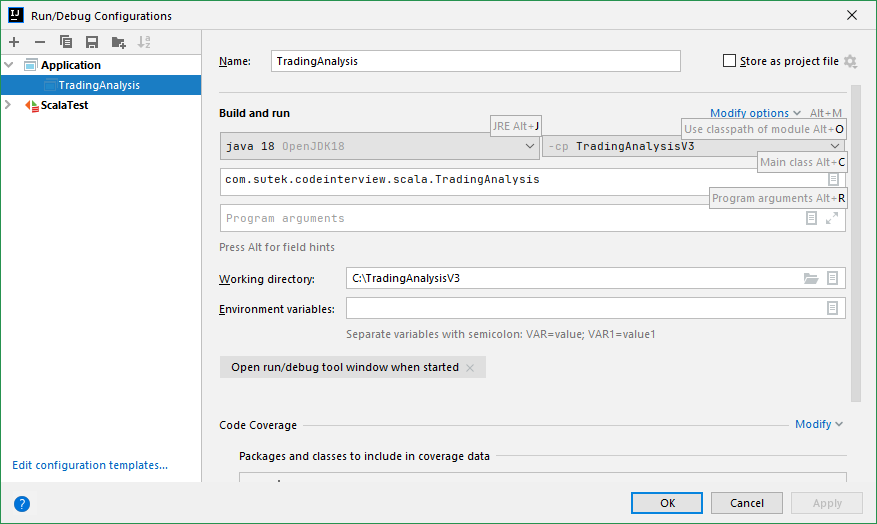 IJ Run/Debug Configurations
Application
TradingAnalysis
ScalaTest
Edit configuration templates...
Name: TradingAnalysis
Store as project file
Build and run
Modify options Alt+M
JRE Alt+J
Use classpath of module Alt+O
java 18 OpenJDK18
-cp TradingAnalysisV3
Main class Alt+C
com.sutek.codeinterview.scala.TradingAnalysis
Program arguments Alt+R
Program arguments
Press Alt for field hints
Working directory: C:\TradingAnalysisV3
Environment variables:
Separate variables with semicolon: VAR=value; VAR1=value1
Open run/debug tool window when started
Code Coverage
Modify
Packages and classes to include in coverage data
? OK Cancel Apply